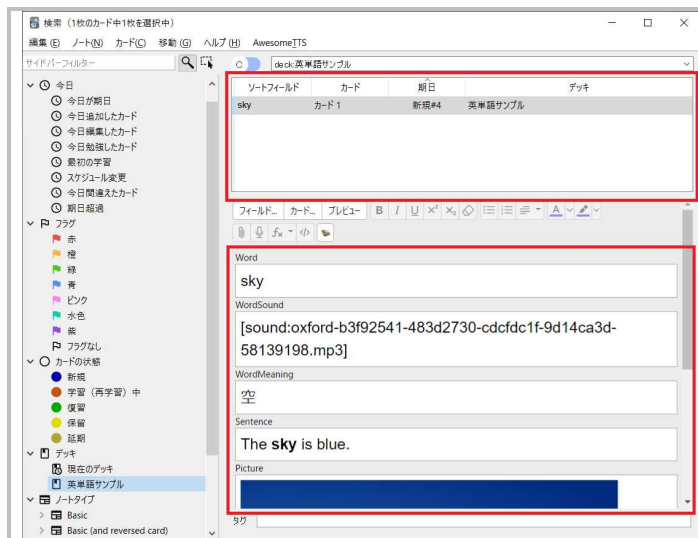 検索 (1枚のカード中1枚を選択中)
編集(E) ノート(N) カード(C) 移動(G) ヘルプ(H) AwesomeTTS
サイドバーフィルター
今日
今日が期日
今日追加したカード
今日編集したカード
今日勉強したカード
最初の学習
スケジュール変更
今日間違えたカード
期日超過
フラグ
赤
橙
緑
青
ピンク
水色
紫
フラグなし
カードの状態
新規
学習 (再学習) 中
復習
保留
延期
デッキ
現在のデッキ
英単語サンプル
ノートタイプ
Basic
Basic (and reversed card)
C deck:英単語サンプル
ソートフィールド カード 期日 デッキ
sky カード 1 新規#4 英単語サンプル
フィールド... カード... プレビュー B I U x² x₂ A
fx </>
Word
sky
WordSound
[sound:oxford-b3f92541-483d2730-cdcfdc1f-9d14ca3d-
58139198.mp3]
WordMeaning
空
Sentence
The sky is blue.
Picture
タグ